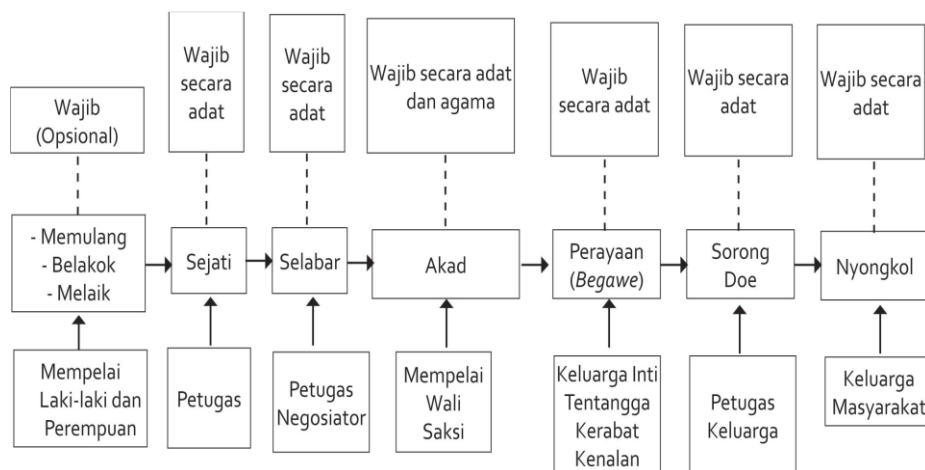 Wajib
(Opsional)
Wajib
secara
adat
Wajib
secara
adat
Wajib secara adat
dan agama
Wajib
secara adat
Wajib secara
adat
Wajib secara
adat
- Memulang
- Belakok
- Melaik
Sejati
Selabar
Akad
Perayaan
(Begawe)
Sorong
Doe
Nyongkol
Mempelai
Laki-laki dan
Perempuan
Petugas
Petugas
Negosiator
Mempelai
Wali
Saksi
Keluarga Inti
Tentangga
Kerabat
Kenalan
Petugas
Keluarga
Keluarga
Masyarakat